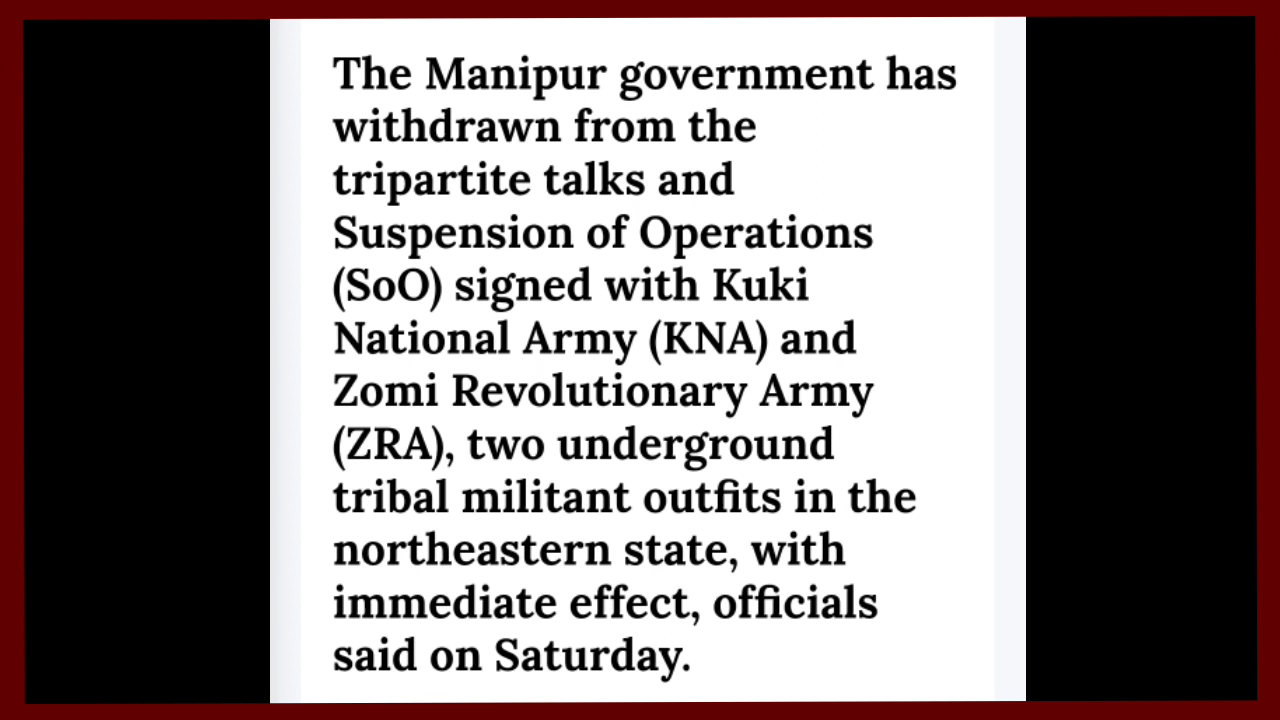 The Manipur government has
withdrawn from the
tripartite talks and
Suspension of Operations
(SoO) signed with Kuki
National Army (KNA) and
Zomi Revolutionary Army
(ZRA), two underground
tribal militant outfits in the
northeastern state, with
immediate effect, officials
said on Saturday.